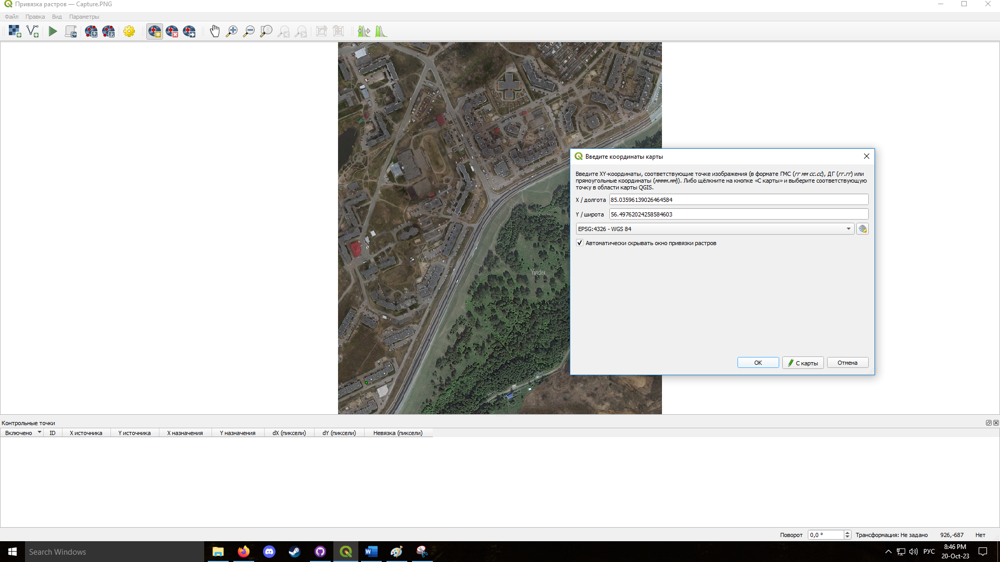 Привязка растров — Capture.PNG
Файл Правка Вид Параметры
Yandex
Введите координаты карты
Введите XY-координаты, соответствующие точке изображения (в формате ГМС (гг мм сс.сс), ДГ (гг.гг) или
прямоугольные координаты (мммм.мм)). Либо щёлкните на кнопке «С карты» и выберите соответствующую
точку в области карты QGIS.
X / долгота 85.03596139026464584
Y / широта 56.49762024258584603
EPSG:4326 - WGS 84
Автоматически скрывать окно привязки растров
OK С карты Отмена
Контрольные точки
Включено ID X источника Y источника X назначения Y назначения dX (пиксели) dY (пиксели) Невязка (пиксели)
Поворот 0,0 ° Трансформация: Не задано 926,-687 Нет
Search Windows
РУС
8:46 PM
20-Oct-23